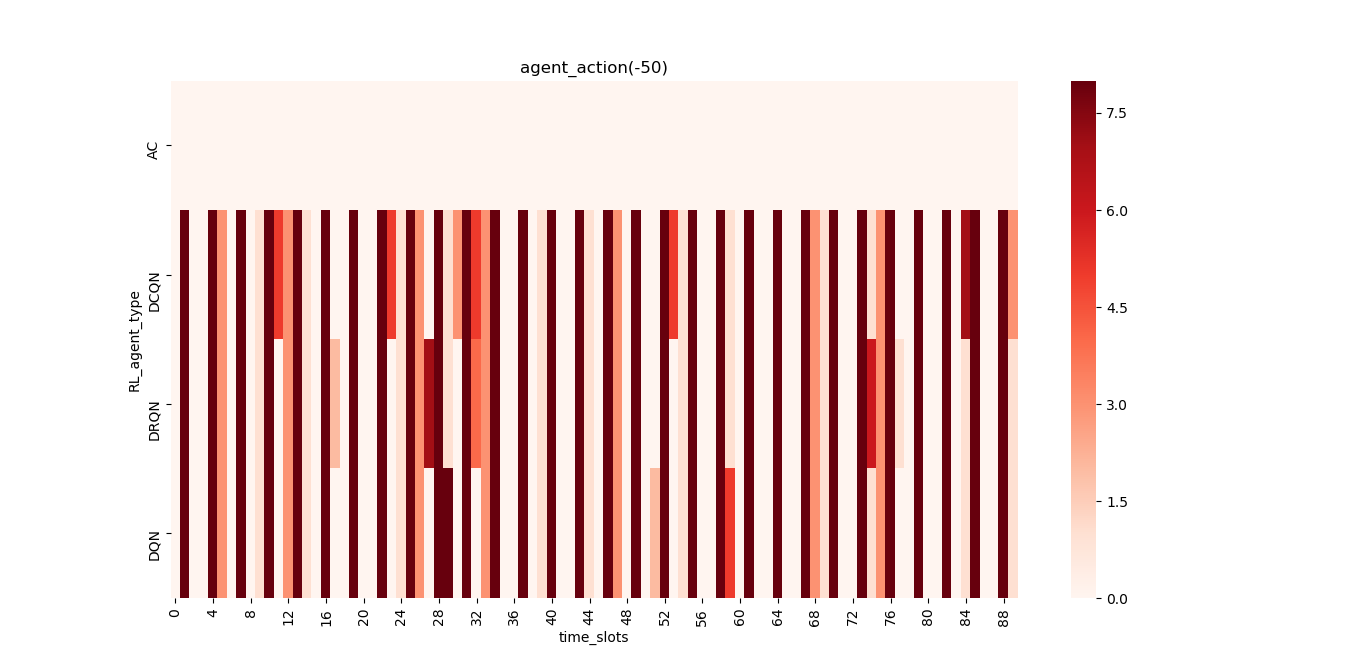 agent_action(-50)
RL_agent_type
AC
DCQN
DRQN
DQN
0 4 8 12 16 20 24 28 32 36 40 44 48 52 56 60 64 68 72 76 80 84 88
time_slots
7.5
6.0
4.5
3.0
1.5
0.0